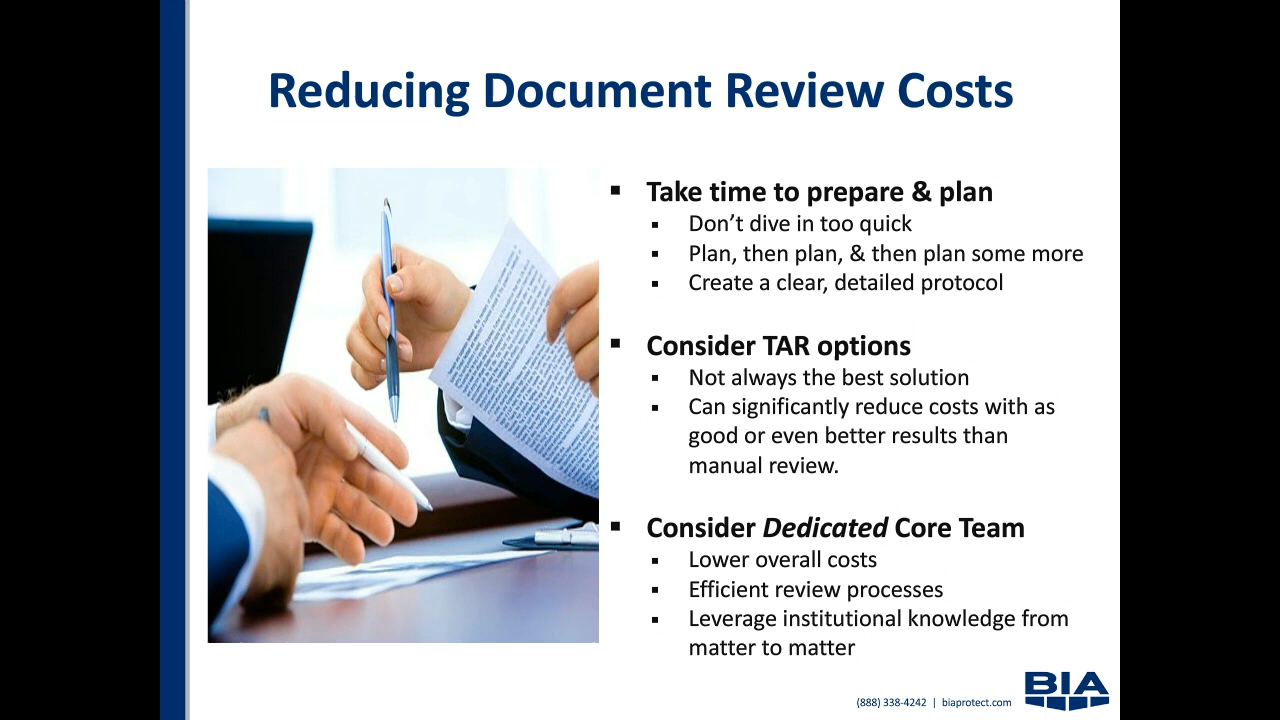 Reducing Document Review Costs
▪ Take time to prepare & plan
▪ Don’t dive in too quick
▪ Plan, then plan, & then plan some more
▪ Create a clear, detailed protocol
▪ Consider TAR options
▪ Not always the best solution
▪ Can significantly reduce costs with as
good or even better results than
manual review.
▪ Consider Dedicated Core Team
▪ Lower overall costs
▪ Efficient review processes
▪ Leverage institutional knowledge from
matter to matter
(888) 338-4242 | biaprotect.com
BIA